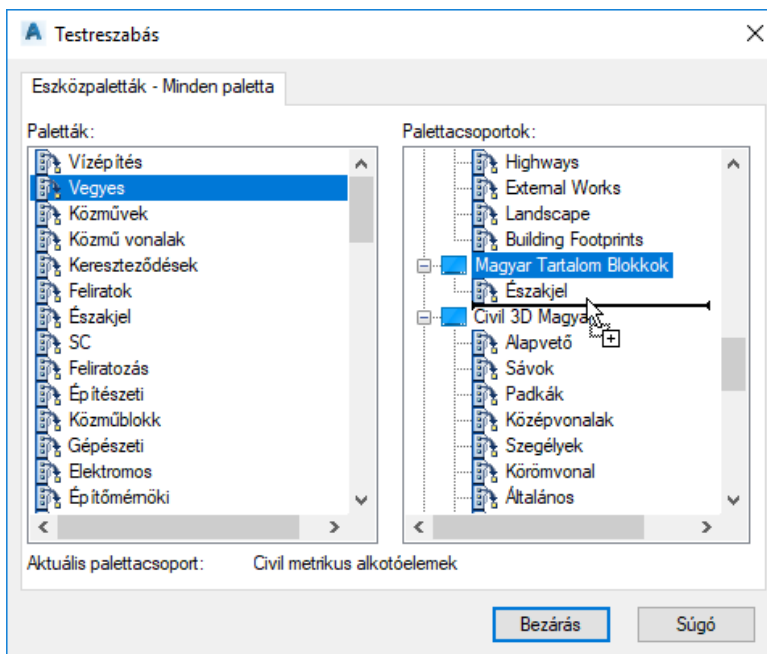 Testreszabás
Eszközpaletták - Minden paletta
Paletták:
Vízépítés
Vegyes
Közművek
Közmű vonalak
Kereszteződések
Feliratok
Északjel
SC
Feliratozás
Építészeti
Közműblokk
Gépészeti
Elektromos
Építőmérnöki
Palettacsoportok:
Highways
External Works
Landscape
Building Footprints
Magyar Tartalom Blokkok
Északjel
Civil 3D
Alapvető
Sávok
Padkák
Középvonalak
Szegélyek
Körömvonal
Általános
Aktuális palettacsoport: Civil metrikus alkotóelemek
Bezárás
Súgó